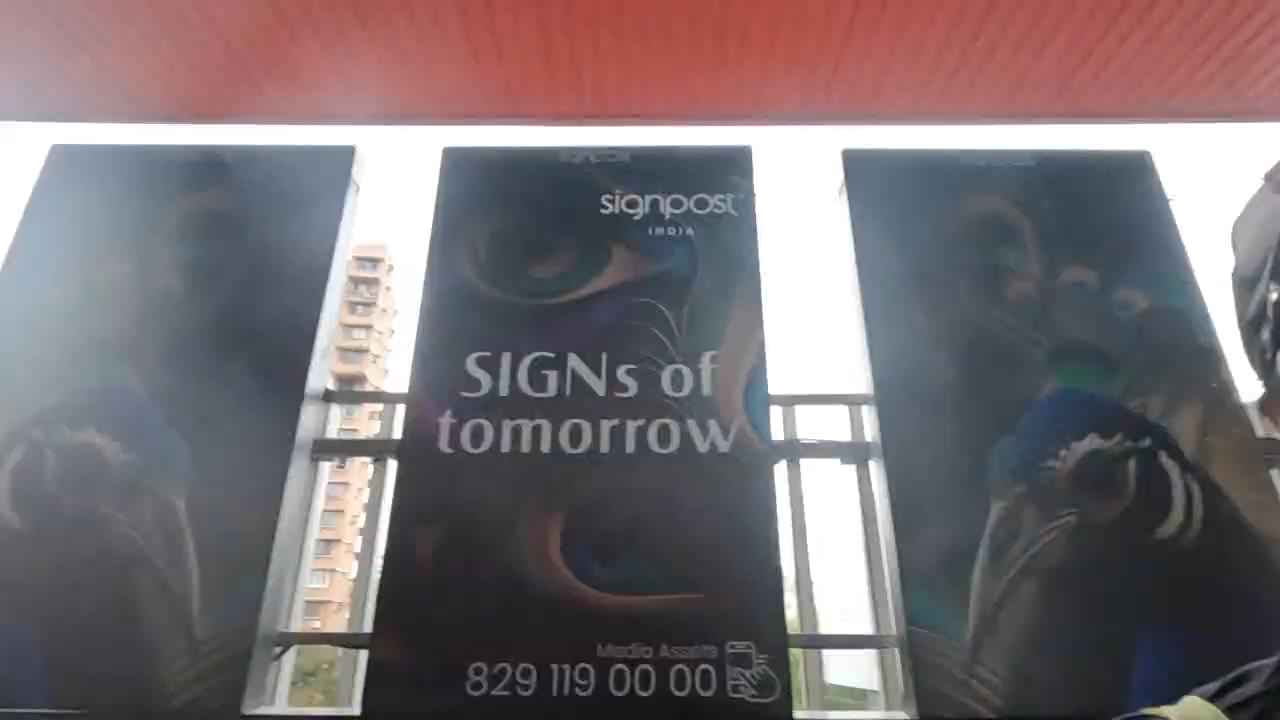 signpost
INDIA
SIGNs of
tomorrow
Media Assets
829 119 00 00